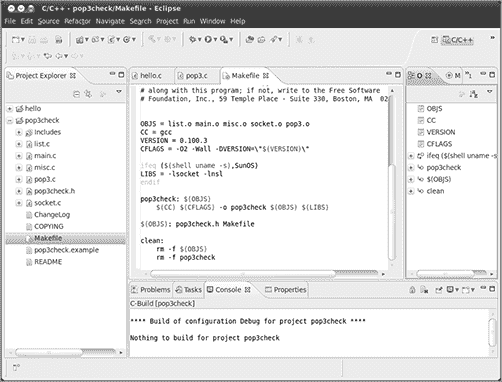 C/C++ - pop3check/Makefile - Eclipse
File Edit Source Refactor Navigate Search Project Run Window Help
C/C++
Project Explorer
hello
pop3check
includes
list.c
main.c
misc.c
pop3.c
pop3check.h
socket.c
ChangeLog
COPYING
Makefile
pop3check.example
README
hello.c
pop3.c
Makefile
# along with this program; if not, write to the Free Software
# Foundation, Inc., 59 Temple Place - Suite 330, Boston, MA 02
OBJS = list.o main.o misc.o socket.o pop3.o
CC = gcc
VERSION = 0.100.3
CFLAGS = -O2 -Wall -DVERSION=\"$(VERSION)\"
ifeq ($(shell uname -s),SunOS)
LIBS = -lsocket -lnsl
endif
pop3check: $(OBJS)
$(CC) $(CFLAGS) -o pop3check $(OBJS) $(LIBS)
$(OBJS): pop3check.h Makefile
clean:
rm -f $(OBJS)
rm -f pop3check
O
M
»1
OBJS
CC
VERSION
CFLAGS
ifeq ($(shell uname -s
pop3check
$(OBJS)
clean
Problems
Tasks
Console
Properties
C-Build [pop3check]
**** Build of configuration Debug for project pop3check ****
Nothing to build for project pop3check